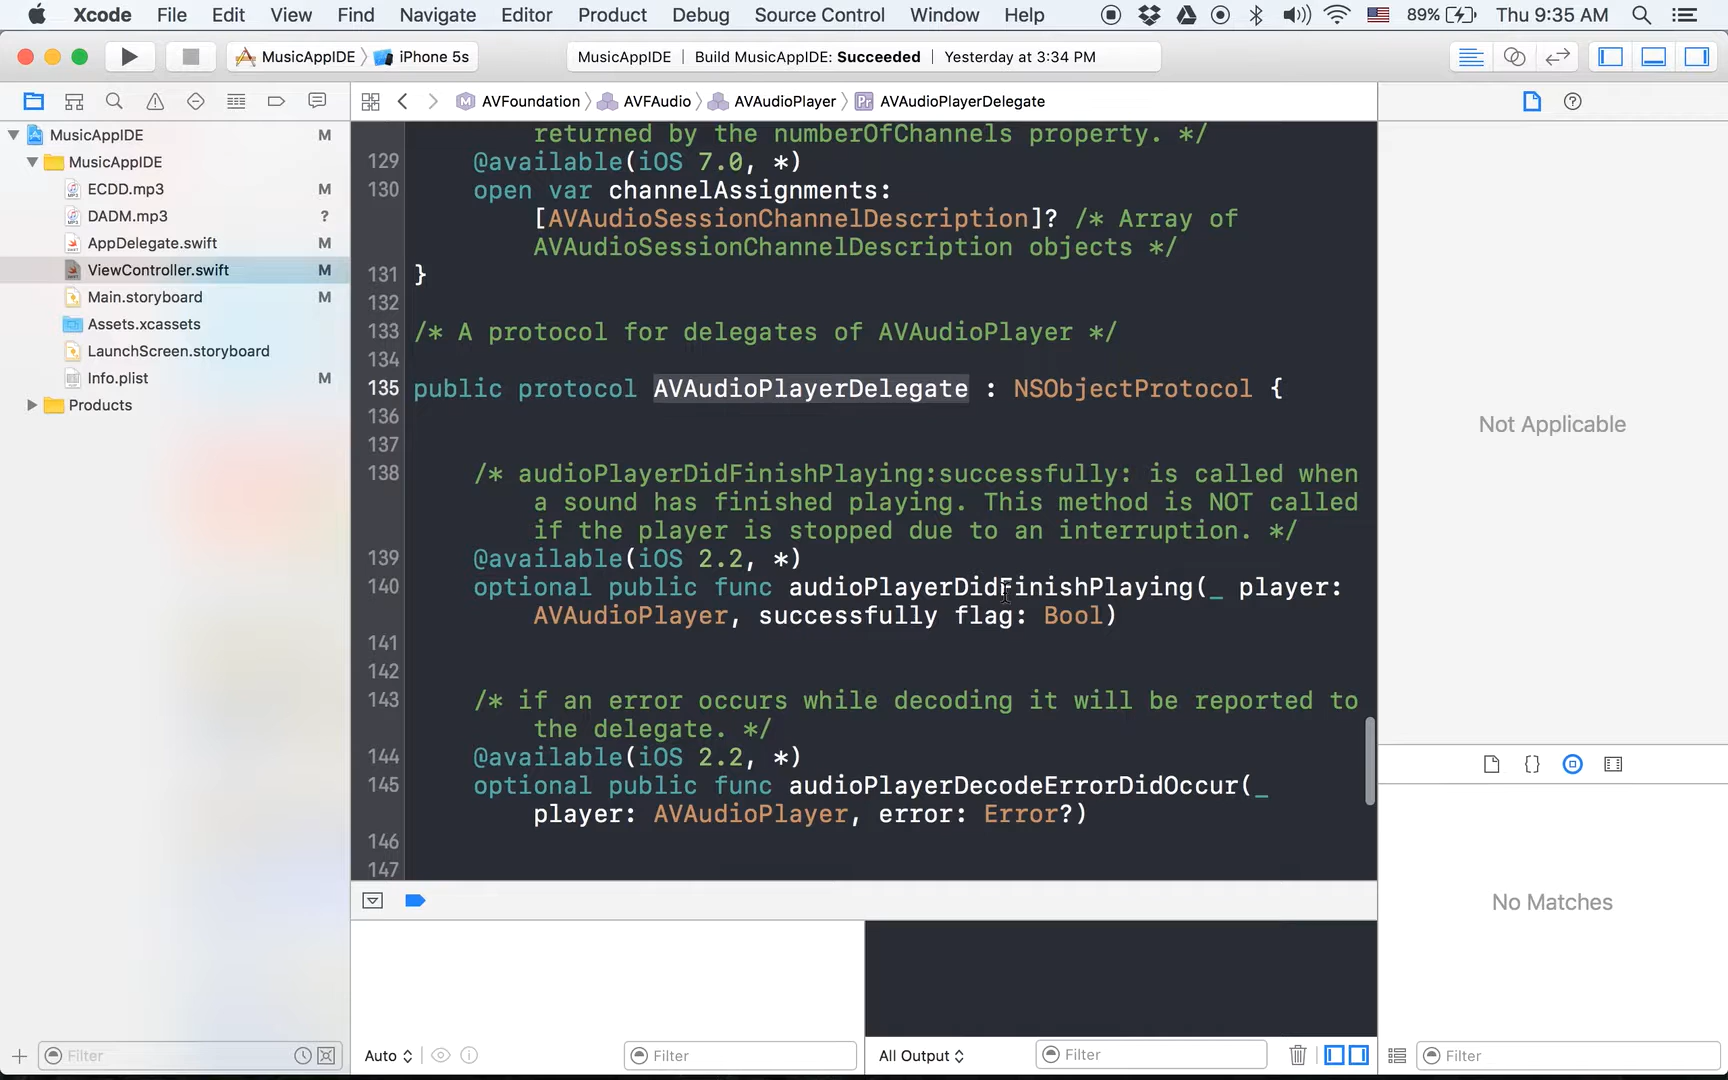 Xcode File Edit View Find Navigate Editor Product Debug Source Control Window Help 89% Thu 9:35 AM
MusicAppIDE iPhone 5s MusicAppIDE | Build MusicAppIDE: Succeeded | Yesterday at 3:34 PM
AVFoundation AVFAudio AVAudioPlayer Pr AVAudioPlayerDelegate
MusicAppIDE M
MusicAppIDE
ECDD.mp3 M
DADM.mp3 ?
AppDelegate.swift M
ViewController.swift M
Main.storyboard M
Assets.xcassets
LaunchScreen.storyboard
Info.plist M
Products
returned by the numberOfChannels property. */
129 @available(iOS 7.0, *)
130 open var channelAssignments:
[AVAudioSessionChannelDescription]? /* Array of
AVAudioSessionChannelDescription objects */
131 }
132
133 /* A protocol for delegates of AVAudioPlayer */
134
135 public protocol AVAudioPlayerDelegate : NSObjectProtocol {
136
137
138 /* audioPlayerDidFinishPlaying:successfully: is called when
a sound has finished playing. This method is NOT called
if the player is stopped due to an interruption. */
139 @available(iOS 2.2, *)
140 optional public func audioPlayerDidFinishPlaying(_ player:
AVAudioPlayer, successfully flag: Bool)
141
142
143 /* if an error occurs while decoding it will be reported to
the delegate. */
144 @available(iOS 2.2, *)
145 optional public func audioPlayerDecodeErrorDidOccur(_
player: AVAudioPlayer, error: Error?)
146
147
Not Applicable
No Matches
Filter Auto Filter All Output Filter Filter